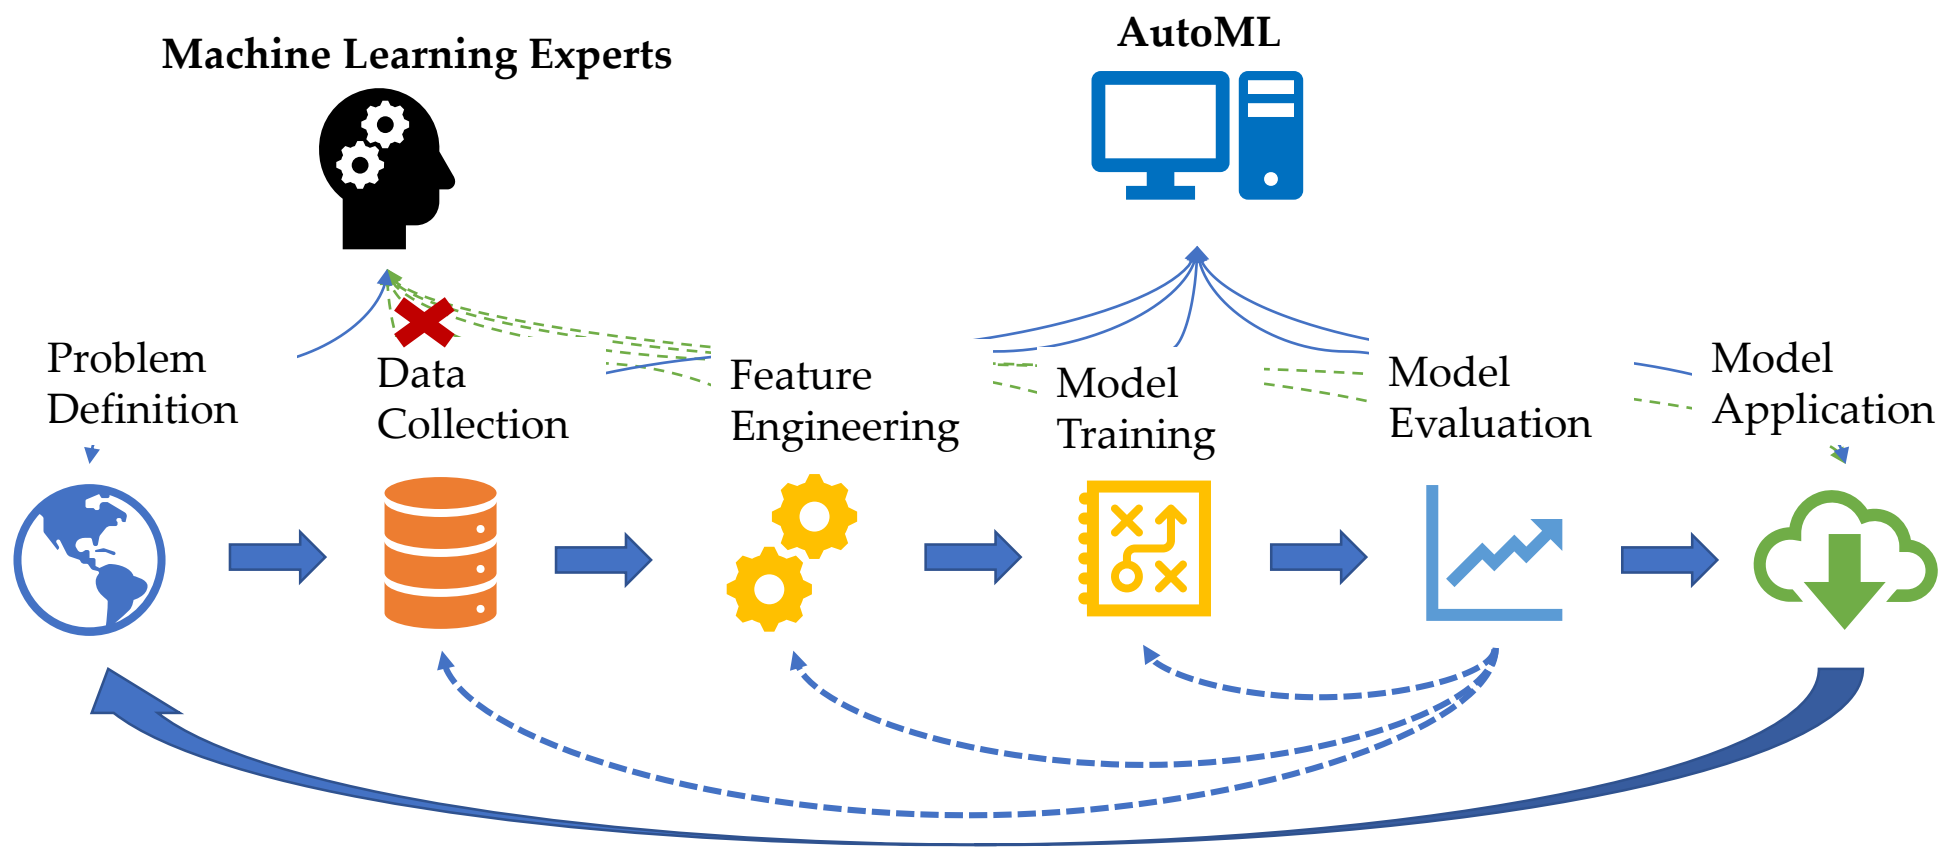 Machine Learning Experts
AutoML
Problem
Definition
Data
Collection
Feature
Engineering
Model
Training
Model
Evaluation
Model
Application